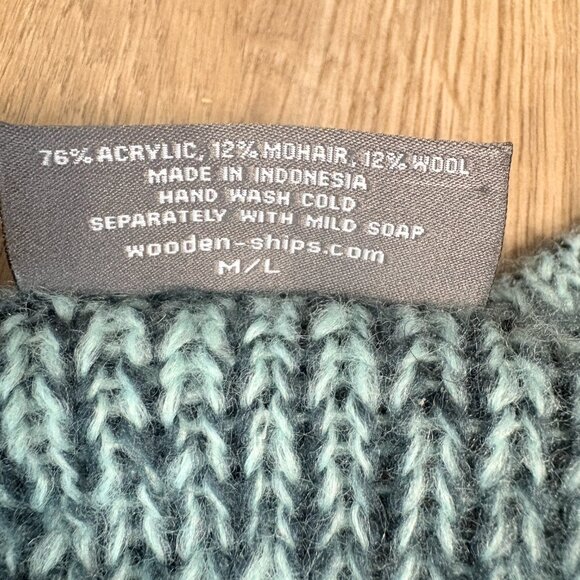 76% ACRYLIC, 12% MOHAIR, 12% WOOL
MADE IN INDONESIA
HAND WASH COLD
SEPARATELY WITH MILD SOAP
wooden-ships.com
M/L